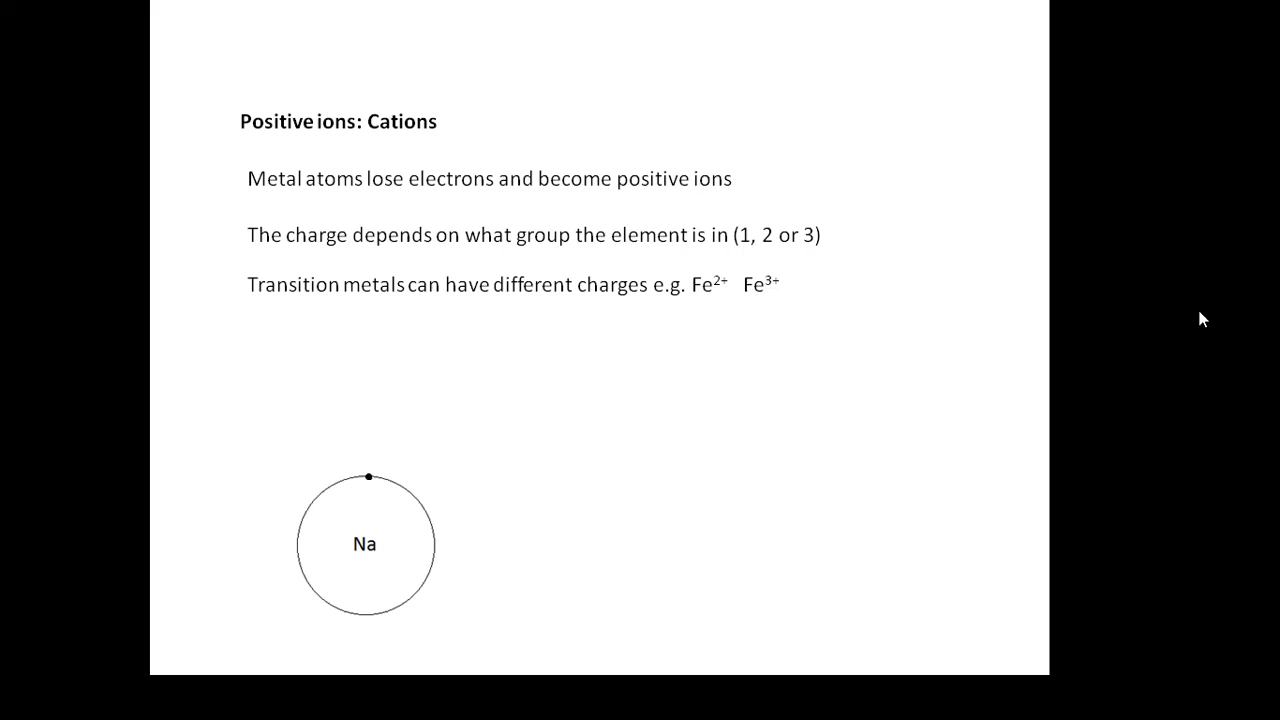 Positive ions: Cations
Metal atoms lose electrons and become positive ions
The charge depends on what group the element is in (1, 2 or 3)
Transition metals can have different charges e.g. Fe²⁺ Fe³⁺
Na